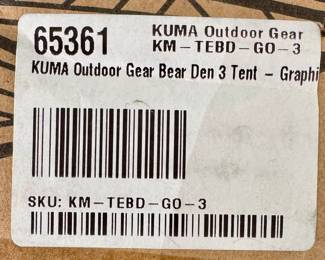 65361
KUMA Outdoor Gear
KM-TEBD-GO-3
KUMA Outdoor Gear Bear Den 3 Tent - Graphi
SKU: KM-TEBD-GO-3